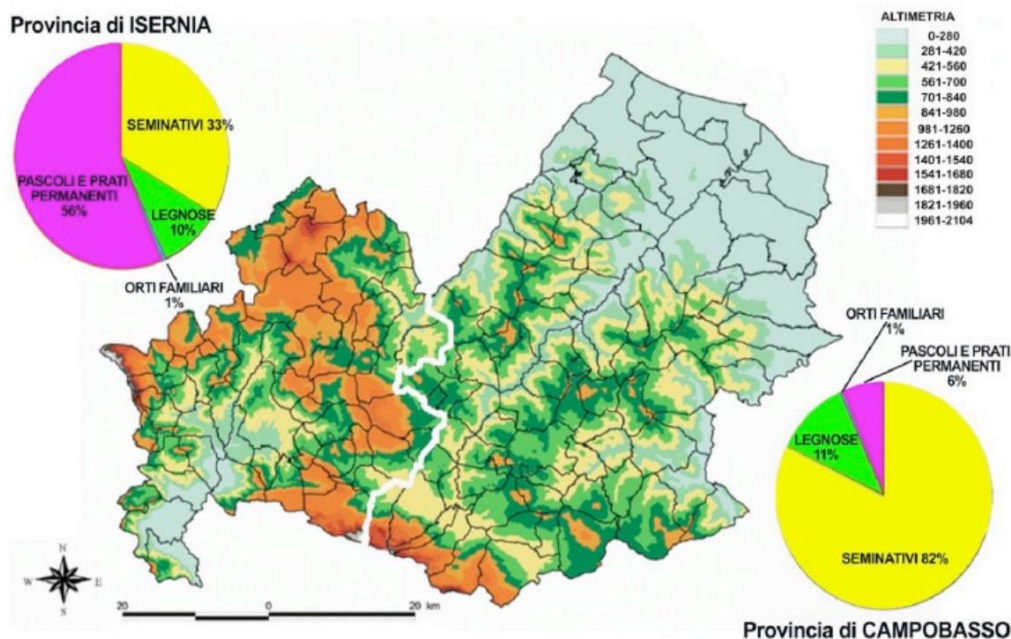 Provincia di ISERNIA
SEMINATIVI 33%
PASCOLI E PRATI
PERMANENTI
56%
LEGNOSE
10%
ORTI FAMILIARI
1%
ALTIMETRIA
0-280
281-420
421-560
561-700
701-840
841-980
981-1260
1261-1400
1401-1540
1541-1680
1681-1820
1821-1960
1961-2104
ORTI FAMILIARI
1%
PASCOLI E PRATI
PERMANENTI
6%
LEGNOSE
11%
SEMINATIVI 82%
Provincia di CAMPOBASSO
N
W E
S
20 0 20 km